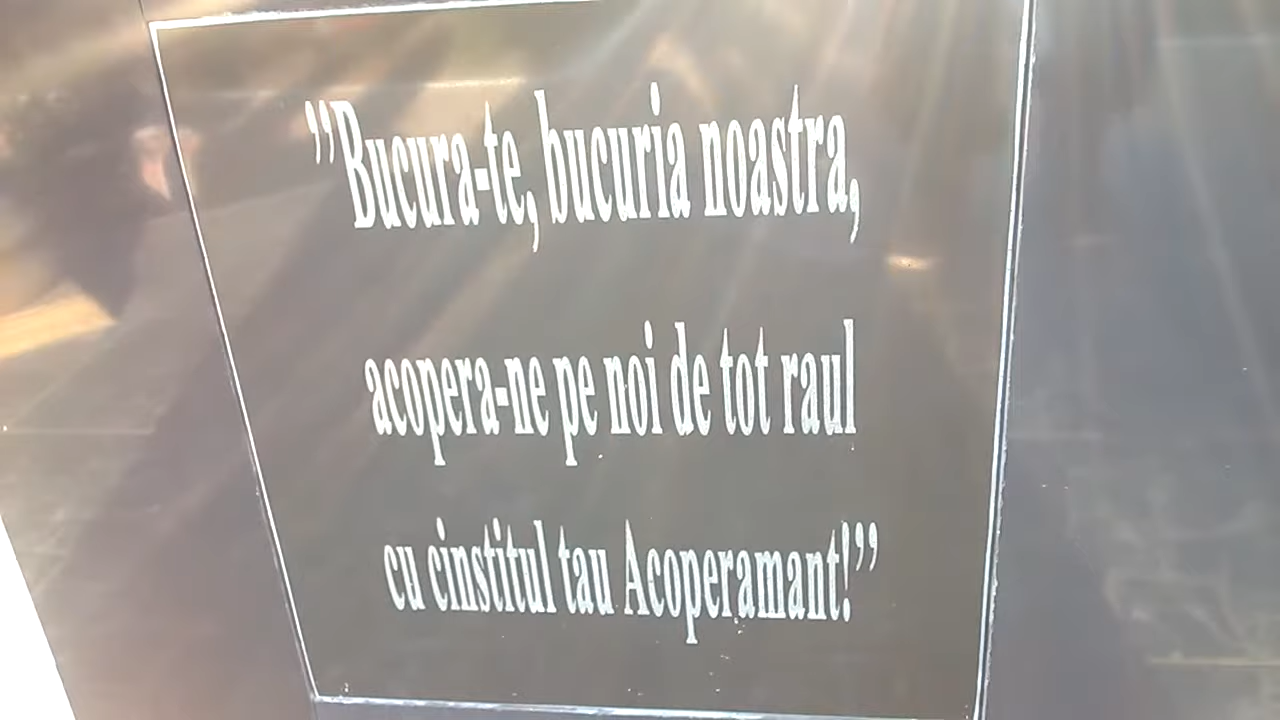 ”Bucura-te, bucuria noastra,
acopera-ne pe noi de tot raul
cu cinstitul tau Acoperamant!”